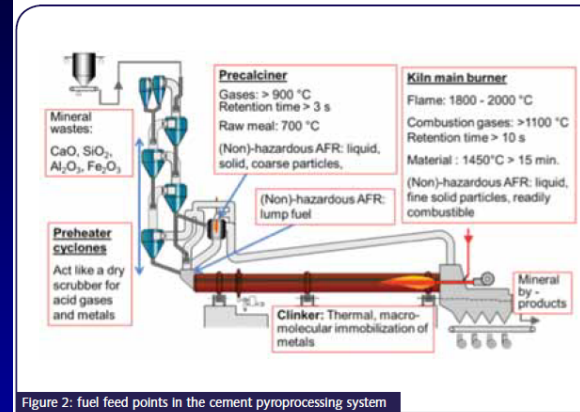 Precalciner
Gases: > 900 °C
Retention time > 3 s
Raw meal: 700 °C
(Non)-hazardous AFR: liquid,
solid, coarse particles,
Kiln main burner
Flame: 1800 - 2000 °C
Combustion gases: >1100 °C
Retention time > 10 s
Material : 1450°C > 15 min.
(Non)-hazardous AFR: liquid,
fine solid particles, readily
combustible
Mineral
wastes:
CaO, SiO₂,
Al₂O₃, Fe₂O₃
(Non)-hazardous AFR:
lump fuel
Preheater
cyclones
Act like a dry
scrubber for
acid gases
and metals
Clinker: Thermal, macro-
molecular immobilization of
metals
Mineral
by -
products
Figure 2: fuel feed points in the cement pyroprocessing system